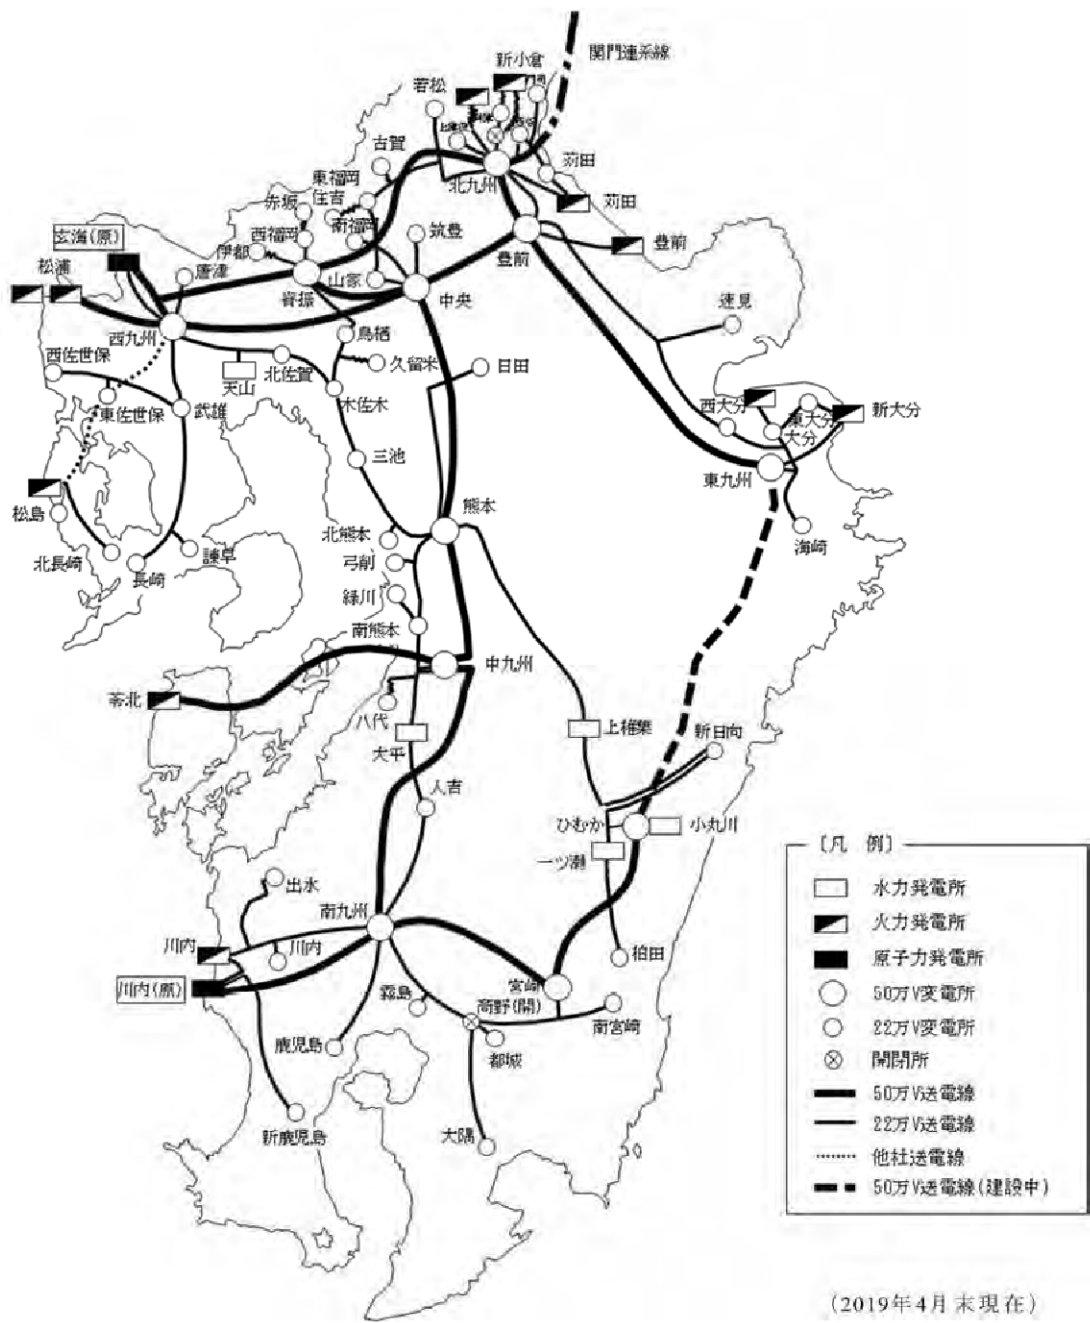 関門連系線
新小倉
若松
古賀
北九州
苅田
苅田
東福岡
住吉
赤坂
南福岡
筑豊
豊前
豊前
西福岡
伊都
玄海(原)
松浦
唐津
脊振
山家
中央
速見
西九州
鳥栖
西佐世保
天山
北佐賀
久留米
日田
東佐世保
武雄
木佐木
西大分
東大分
大分
新大分
三池
東九州
松島
熊本
北長崎
長崎
諫早
北熊本
弓削
海崎
緑川
南熊本
中九州
苓北
八代
大平
上椎葉
新日向
人吉
ひむか
小丸川
一ツ瀬
出水
南九州
川内
川内
川内(原)
柏田
宮崎
霧島
高野(開)
南宮崎
鹿児島
都城
新鹿児島
大隅
〔凡 例〕
水力発電所
火力発電所
原子力発電所
50万V変電所
22万V変電所
開閉所
50万V送電線
22万V送電線
他社送電線
50万V送電線(建設中)
(2019年4月末現在)